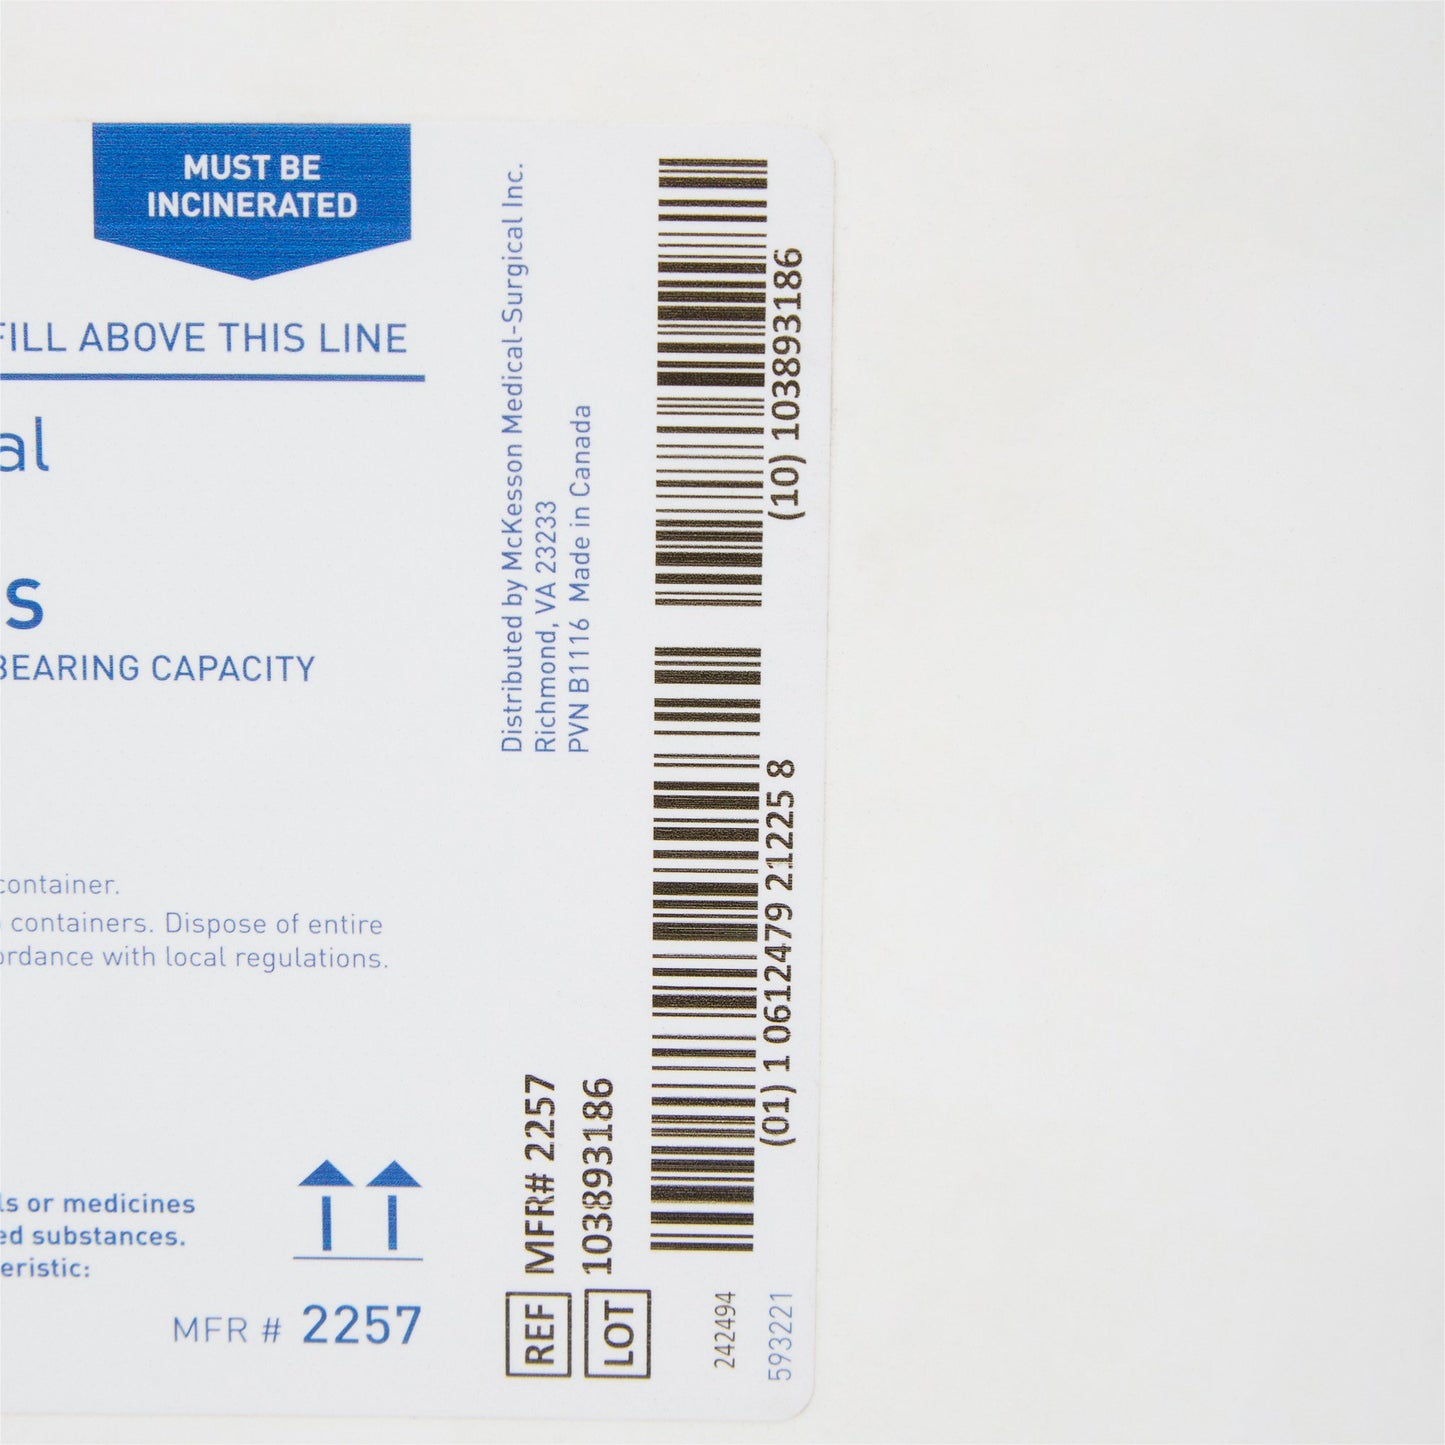 MUST BE
INCINERATED
FILL ABOVE THIS LINE
al
s
BEARING CAPACITY
container.
containers. Dispose of entire
ordance with local regulations.
ls or medicines
ed substances.
eristic:
MFR # 2257
Distributed by McKesson Medical-Surgical Inc.
Richmond, VA 23233
PVN B1116 Made in Canada
REF MFR# 2257
LOT 103893186
(10) 103893186
(01) 1 0612479 21225 8
242494
593221